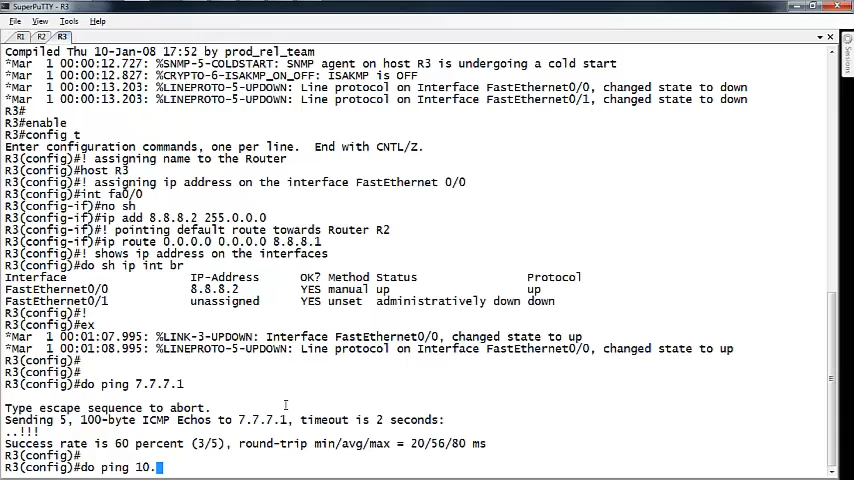 SuperPuTTY - R3
File View Tools Help
R1 R2 R3
Compiled Thu 10-Jan-08 17:52 by prod_rel_team
*Mar  1 00:00:12.727: %SNMP-5-COLDSTART: SNMP agent on host R3 is undergoing a cold start
*Mar  1 00:00:12.827: %CRYPTO-6-ISAKMP_ON_OFF: ISAKMP is OFF
*Mar  1 00:00:13.203: %LINEPROTO-5-UPDOWN: Line protocol on Interface FastEthernet0/0, changed state to down
*Mar  1 00:00:13.203: %LINEPROTO-5-UPDOWN: Line protocol on Interface FastEthernet0/1, changed state to down
R3#
R3#enable
R3#config t
Enter configuration commands, one per line.  End with CNTL/Z.
R3(config)#! assigning name to the Router
R3(config)#host R3
R3(config)#! assigning ip address on the interface FastEthernet 0/0
R3(config)#int fa0/0
R3(config-if)#no sh
R3(config-if)#ip add 8.8.8.2 255.0.0.0
R3(config-if)#! pointing default route towards Router R2
R3(config-if)#ip route 0.0.0.0 0.0.0.0 8.8.8.1
R3(config)#! shows ip address on the interfaces
R3(config)#do sh ip int br
Interface IP-Address OK? Method Status Protocol
FastEthernet0/0 8.8.8.2 YES manual up up
FastEthernet0/1 unassigned YES unset administratively down down
R3(config)#!
R3(config)#ex
*Mar  1 00:01:07.995: %LINK-3-UPDOWN: Interface FastEthernet0/0, changed state to up
*Mar  1 00:01:08.995: %LINEPROTO-5-UPDOWN: Line protocol on Interface FastEthernet0/0, changed state to up
R3(config)#
R3(config)#
R3(config)#do ping 7.7.7.1
Type escape sequence to abort.
Sending 5, 100-byte ICMP Echos to 7.7.7.1, timeout is 2 seconds:
..!!!
Success rate is 60 percent (3/5), round-trip min/avg/max = 20/56/80 ms
R3(config)#
R3(config)#do ping 10.
Sessions